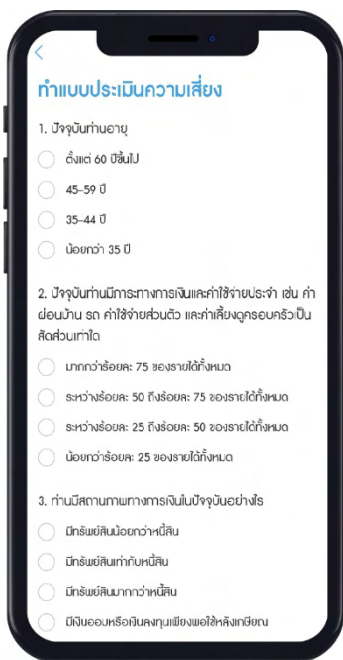 ทำแบบประเมินความเสี่ยง
1. ปัจจุบันท่านอายุ
ตั้งแต่ 60 ปีขึ้นไป
45–59 ปี
35–44 ปี
น้อยกว่า 35 ปี
2. ปัจจุบันท่านมีภาระทางการเงินและค่าใช้จ่ายประจำ เช่น ค่า
ผ่อนบ้าน รถ ค่าใช้จ่ายส่วนตัว และค่าเลี้ยงดูครอบครัวเป็น
สัดส่วนเท่าใด
มากกว่าร้อยละ 75 ของรายได้ทั้งหมด
ระหว่างร้อยละ 50 ถึงร้อยละ 75 ของรายได้ทั้งหมด
ระหว่างร้อยละ 25 ถึงร้อยละ 50 ของรายได้ทั้งหมด
น้อยกว่าร้อยละ 25 ของรายได้ทั้งหมด
3. ท่านมีสถานภาพทางการเงินในปัจจุบันอย่างไร
มีทรัพย์สินน้อยกว่าหนี้สิน
มีทรัพย์สินเท่ากับหนี้สิน
มีทรัพย์สินมากกว่าหนี้สิน
มีเงินออมหรือเงินลงทุนเพียงพอใช้หลังเกษียณ